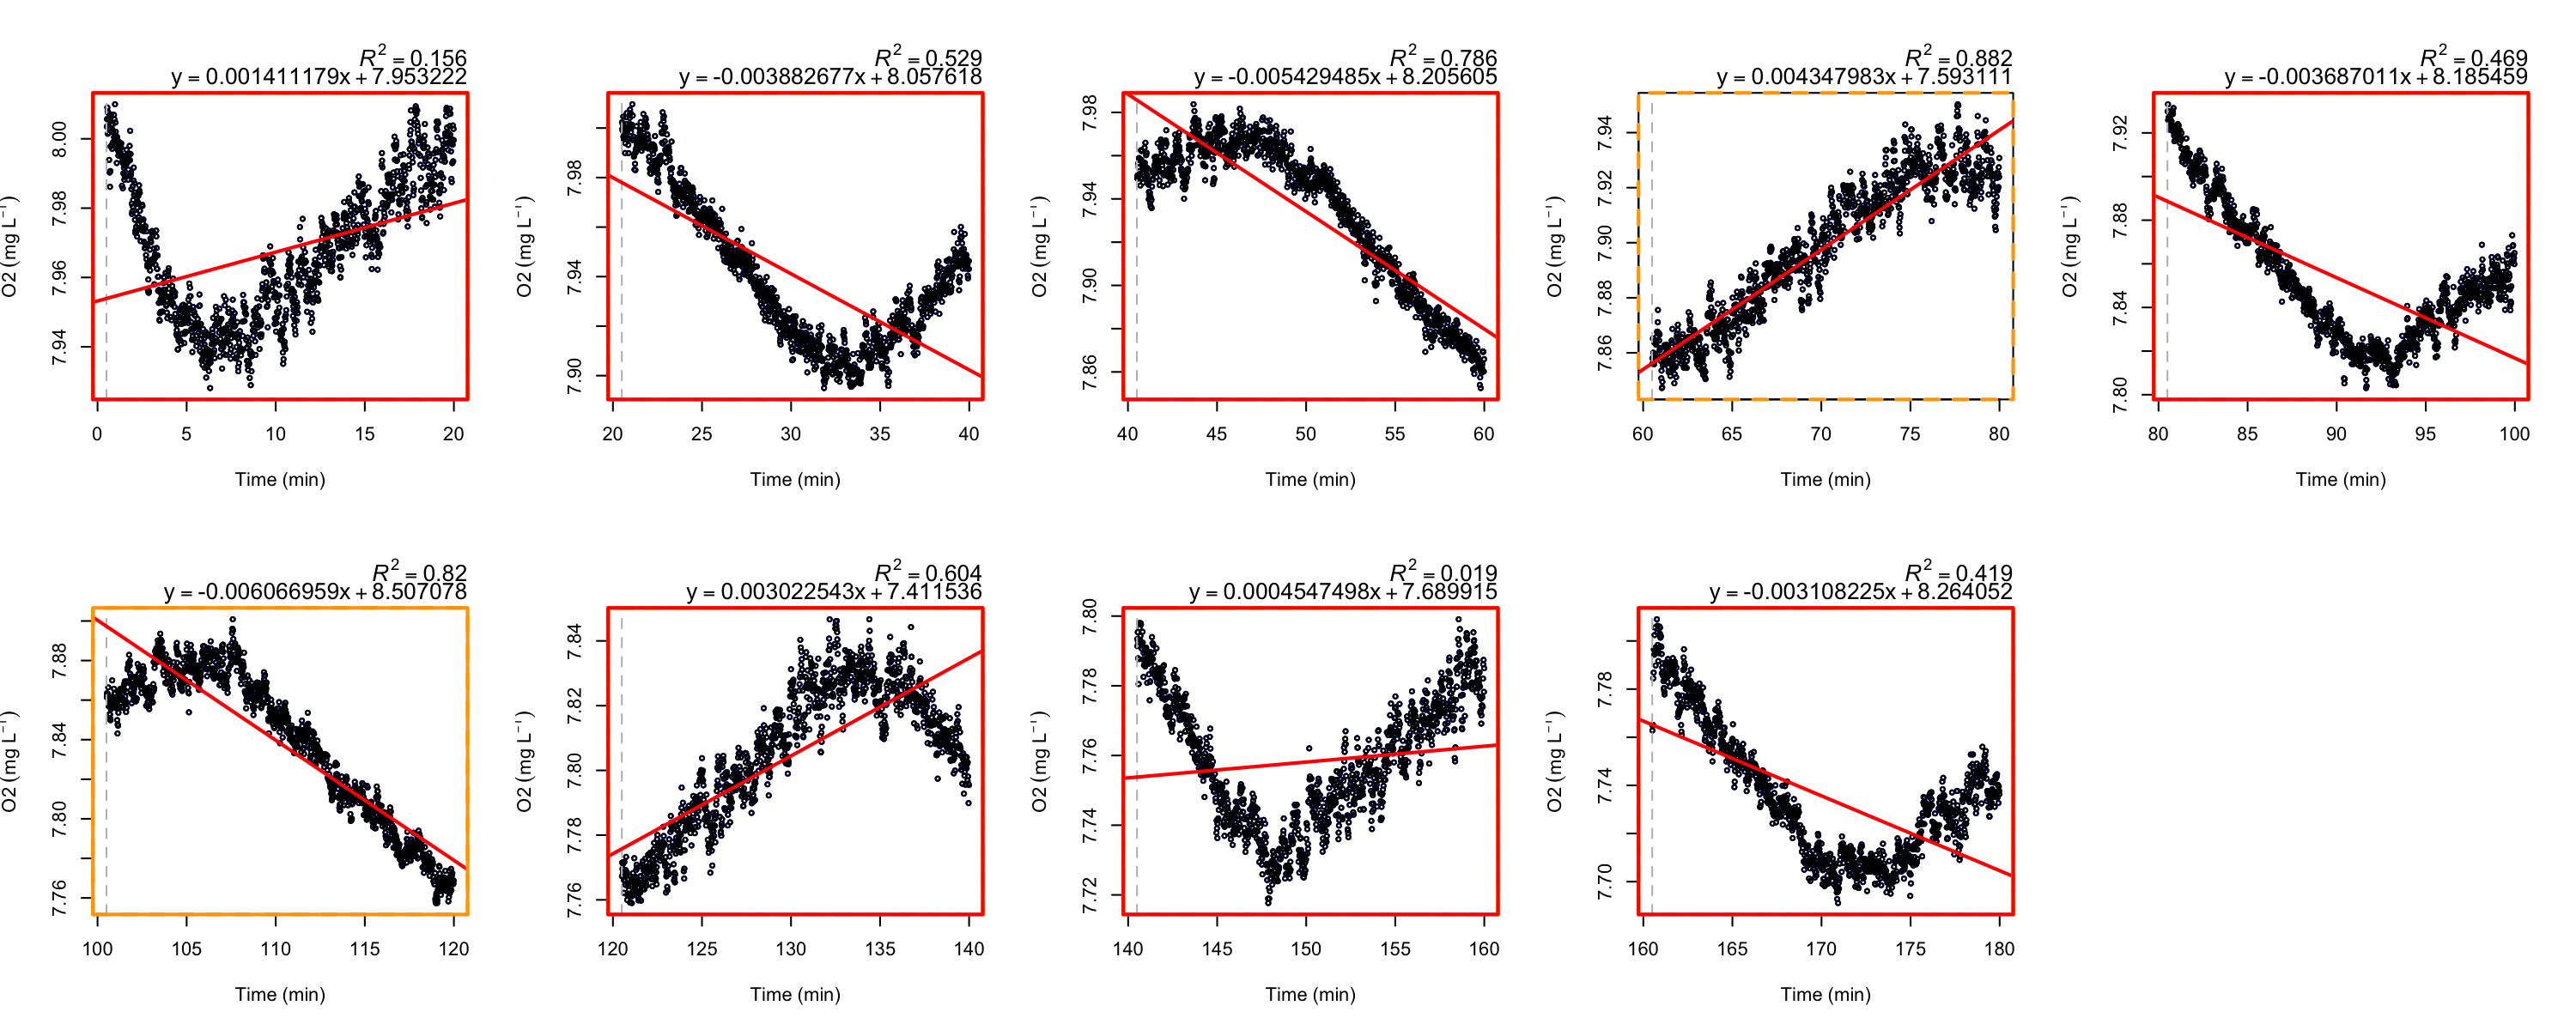 R² = 0.156
y = 0.001411179x + 7.953222
O2 (mg L⁻¹)
7.94 7.96 7.98 8.00
0 5 10 15 20
Time (min)
R² = 0.529
y = -0.003882677x + 8.057618
O2 (mg L⁻¹)
7.90 7.94 7.98
20 25 30 35 40
Time (min)
R² = 0.786
y = -0.005429485x + 8.205605
O2 (mg L⁻¹)
7.86 7.90 7.94 7.98
40 45 50 55 60
Time (min)
R² = 0.882
y = 0.004347983x + 7.593111
O2 (mg L⁻¹)
7.86 7.88 7.90 7.92 7.94
60 65 70 75 80
Time (min)
R² = 0.469
y = -0.003687011x + 8.185459
O2 (mg L⁻¹)
7.80 7.84 7.88 7.92
80 85 90 95 100
Time (min)
R² = 0.82
y = -0.006066959x + 8.507078
O2 (mg L⁻¹)
7.76 7.80 7.84 7.88
100 105 110 115 120
Time (min)
R² = 0.604
y = 0.003022543x + 7.411536
O2 (mg L⁻¹)
7.76 7.78 7.80 7.82 7.84
120 125 130 135 140
Time (min)
R² = 0.019
y = 0.0004547498x + 7.689915
O2 (mg L⁻¹)
7.72 7.74 7.76 7.78 7.80
140 145 150 155 160
Time (min)
R² = 0.419
y = -0.003108225x + 8.264052
O2 (mg L⁻¹)
7.70 7.74 7.78
160 165 170 175 180
Time (min)